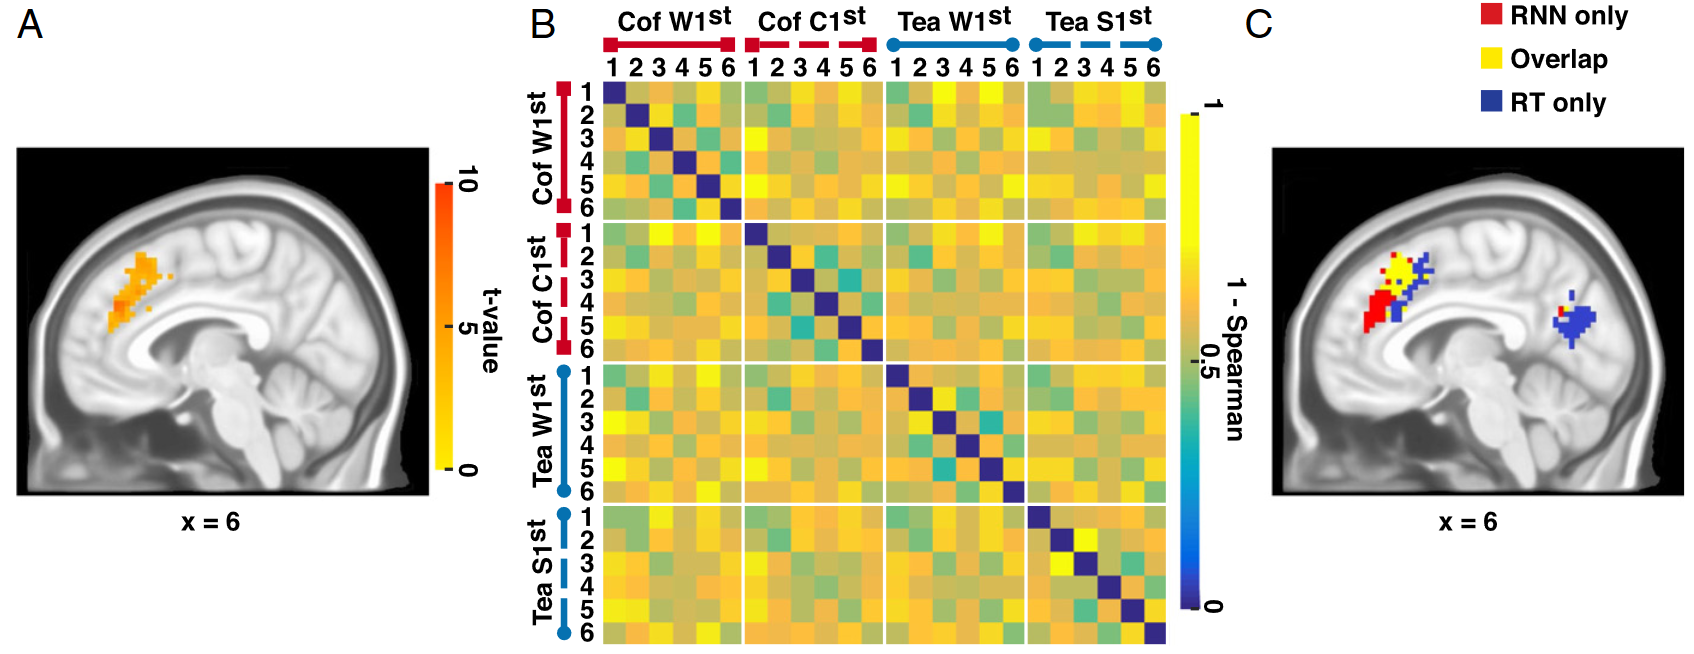 A
B
C
Cof W1st
Cof C1st
Tea W1st
Tea S1st
1 2 3 4 5 6 1 2 3 4 5 6 1 2 3 4 5 6 1 2 3 4 5 6
Cof W1st
1
2
3
4
5
6
Cof C1st
1
2
3
4
5
6
Tea W1st
1
2
3
4
5
6
Tea S1st
1
2
3
4
5
6
10
5
0
t-value
x = 6
1
0.5
0
1 - Spearman
RNN only
Overlap
RT only
x = 6